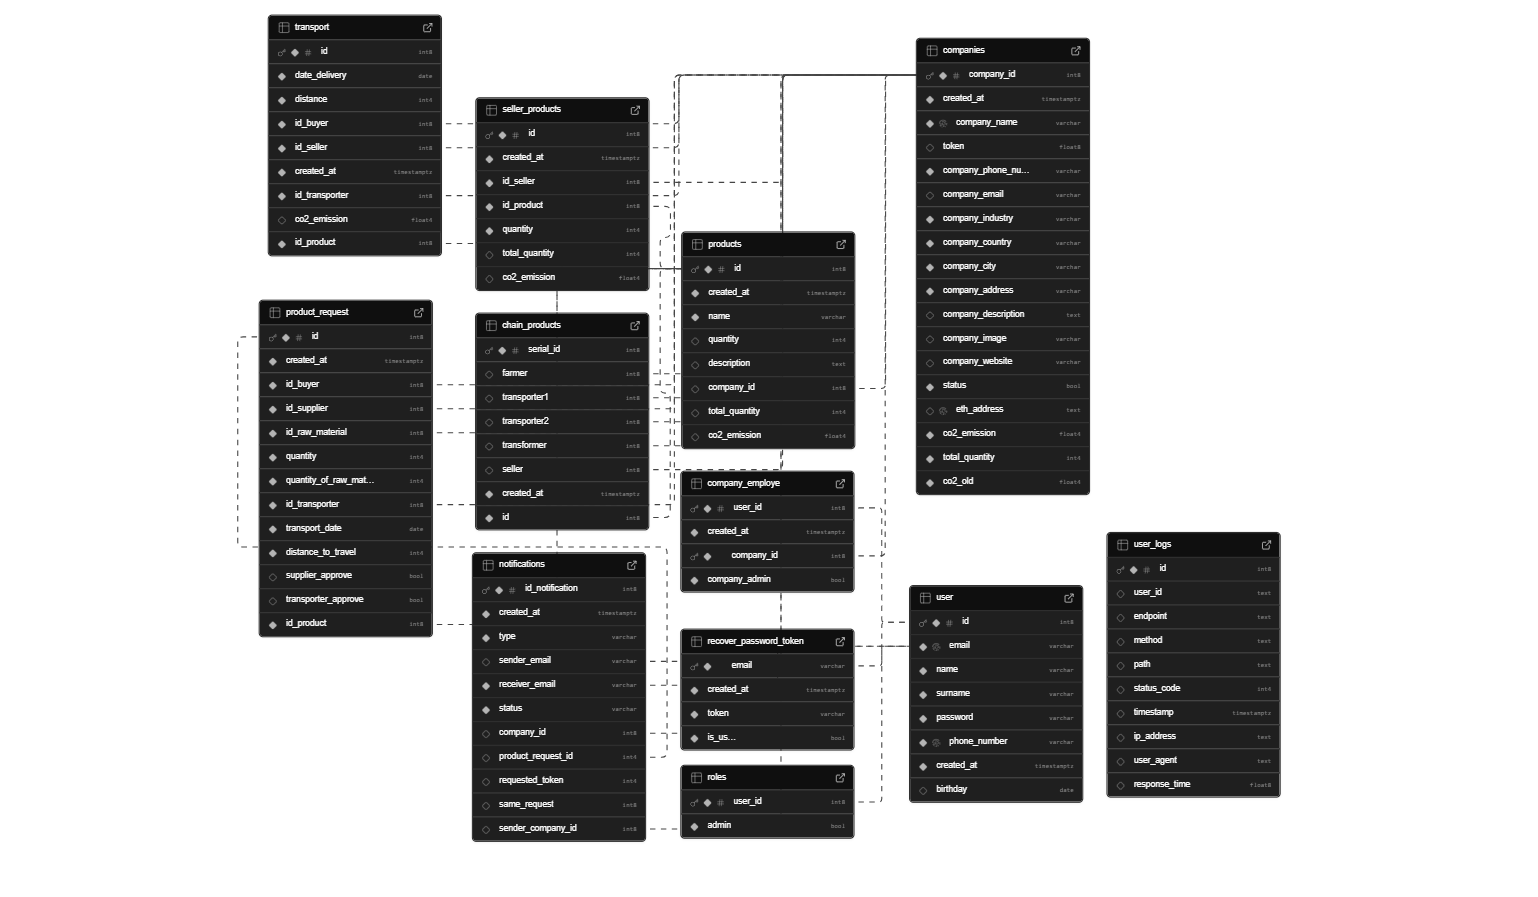 transport
id int8
date_delivery date
distance int4
id_buyer int8
id_seller int8
created_at timestamptz
id_transporter int8
co2_emission float4
id_product int8
seller_products
id int8
created_at timestamptz
id_seller int8
id_product int8
quantity int4
total_quantity int4
co2_emission float4
companies
company_id int8
created_at timestamptz
company_name varchar
token float8
company_phone_nu... varchar
company_email varchar
company_industry varchar
company_country varchar
company_city varchar
company_address varchar
company_description text
company_image varchar
company_website varchar
status bool
eth_address text
co2_emission float4
total_quantity int4
co2_old float4
products
id int8
created_at timestamptz
name varchar
quantity int4
description text
company_id int8
total_quantity int4
co2_emission float4
product_request
id int8
created_at timestamptz
id_buyer int8
id_supplier int8
id_raw_material int8
quantity int4
quantity_of_raw_mat... int4
id_transporter int8
transport_date date
distance_to_travel int4
supplier_approve bool
transporter_approve bool
id_product int8
chain_products
serial_id int8
farmer int8
transporter1 int8
transporter2 int8
transformer int8
seller int8
created_at timestamptz
id int8
company_employe
user_id int8
created_at timestamptz
company_id int8
company_admin bool
notifications
id_notification int8
created_at timestamptz
type varchar
sender_email varchar
receiver_email varchar
status varchar
company_id int8
product_request_id int4
requested_token int4
same_request int8
sender_company_id int8
recover_password_token
email varchar
created_at timestamptz
token varchar
is_us... bool
roles
user_id int8
admin bool
user
id int8
email varchar
name varchar
surname varchar
password varchar
phone_number varchar
created_at timestamptz
birthday date
user_logs
id int8
user_id text
endpoint text
method text
path text
status_code int4
timestamp timestamptz
ip_address text
user_agent text
response_time float8